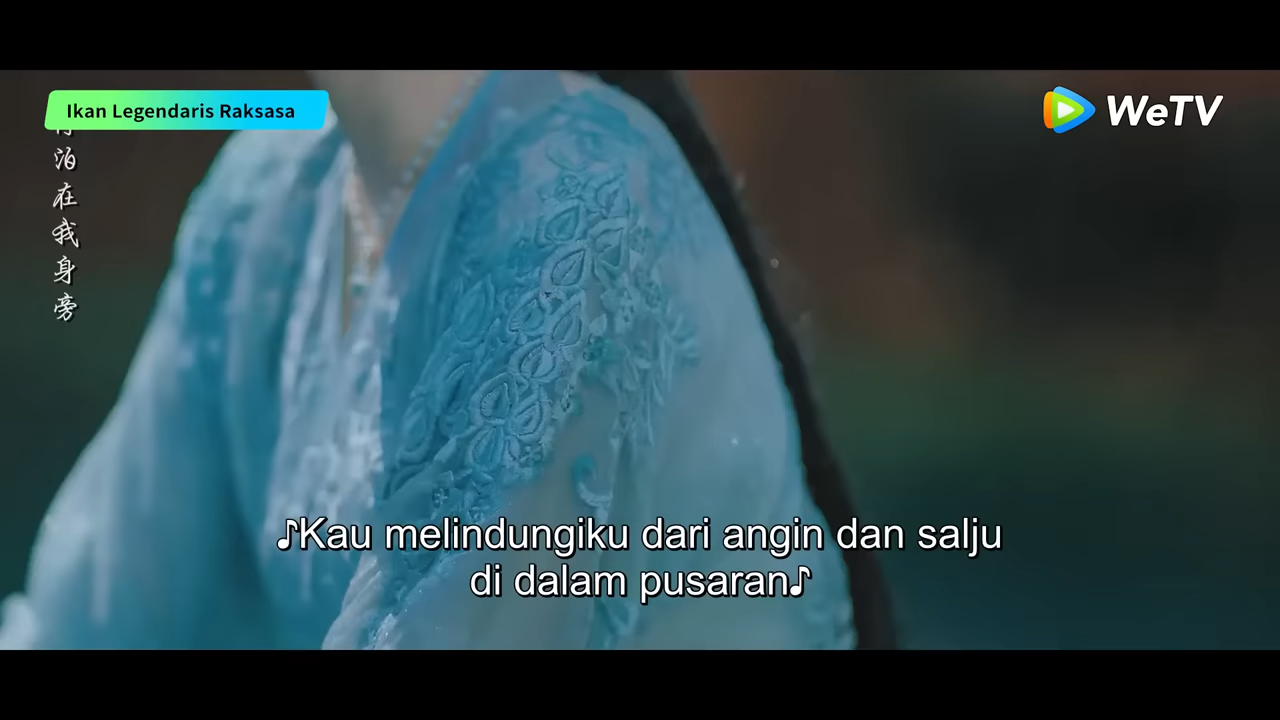 Ikan Legendaris Raksasa
WeTV
泊在我身旁
♪Kau melindungiku dari angin dan salju
di dalam pusaran♪